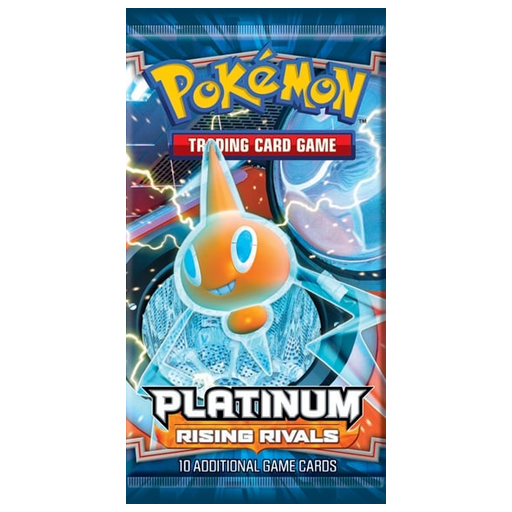 POKéMON
TRADING CARD GAME
PLATINUM
RISING RIVALS
10 ADDITIONAL GAME CARDS